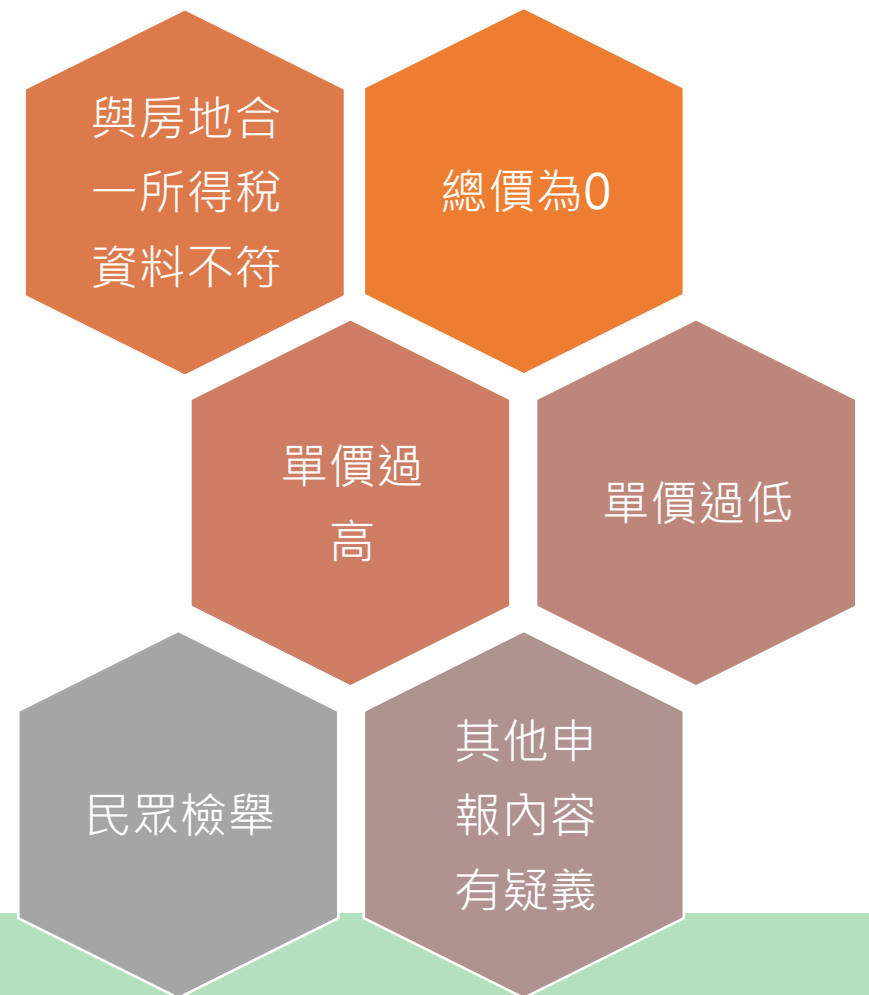 與房地合
一所得稅
資料不符
總價為0
單價過
高
單價過低
民眾檢舉
其他申
報內容
有疑義